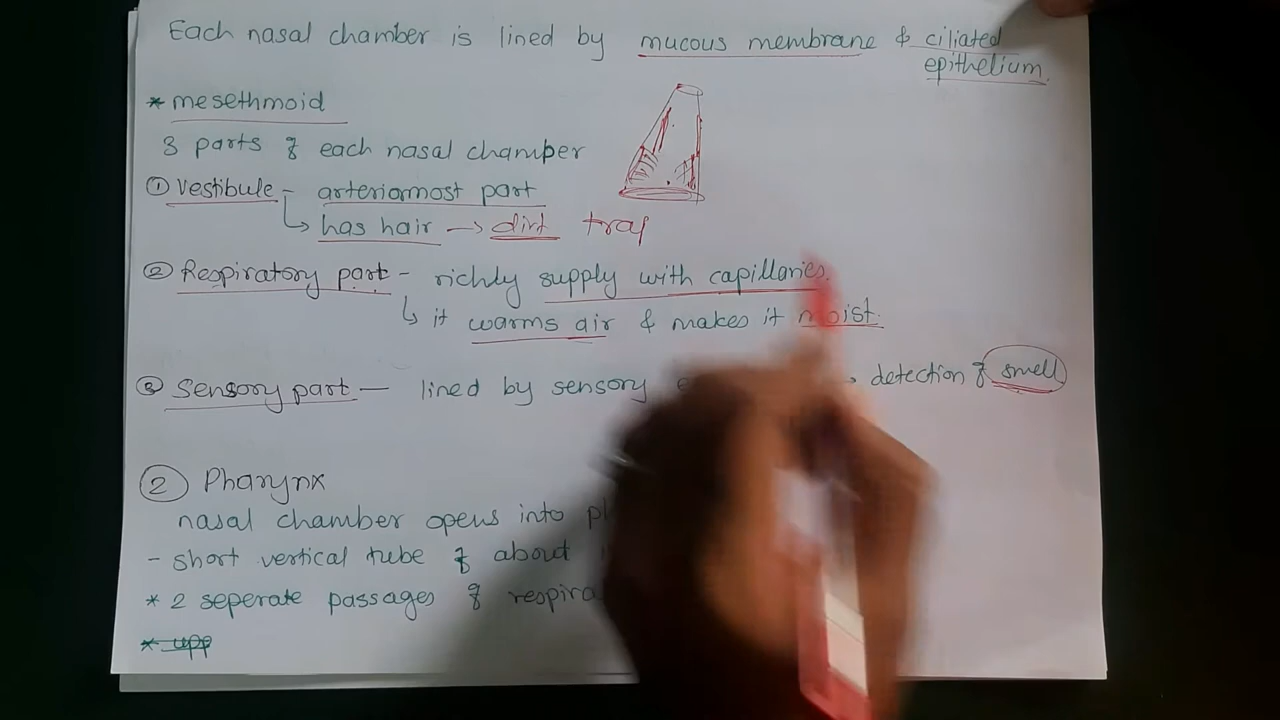 Each nasal chamber is lined by mucous membrane & ciliated
epithelium.
* mesethmoid
3 parts of each nasal chamber
① Vestibule - arteriormost part
↳ has hair → dirt trap
② Respiratory part - richly supply with capillaries.
↳ it warms air & makes it moist.
③ Sensory part - lined by sensory → detection of smell
② Pharynx
nasal chamber opens into
- short vertical tube of about
* 2 seperate passages of
* upp